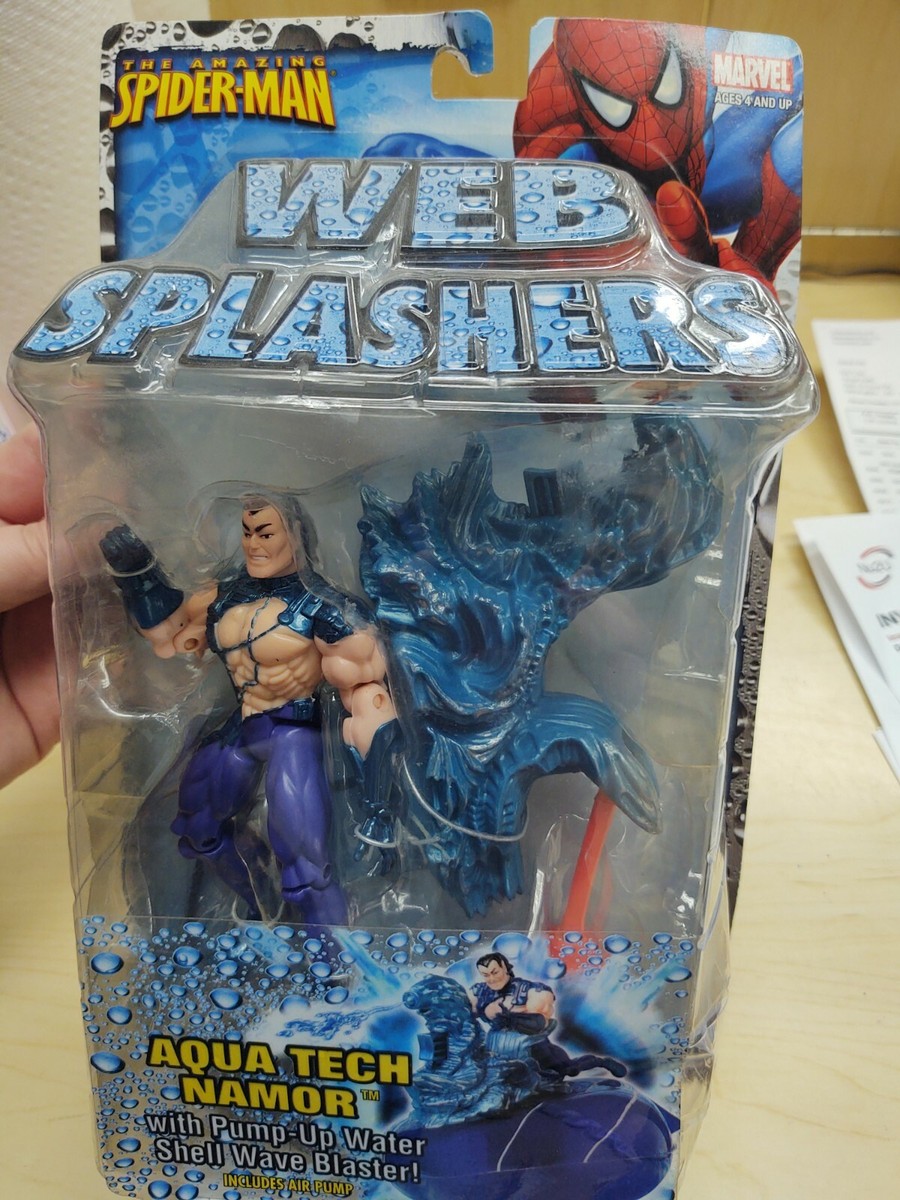 THE AMAZING
SPIDER-MAN
MARVEL
AGES 4 AND UP
WEB
SPLASHERS
AQUA TECH
NAMOR™
with Pump-Up Water
Shell Wave Blaster!
INCLUDES AIR PUMP